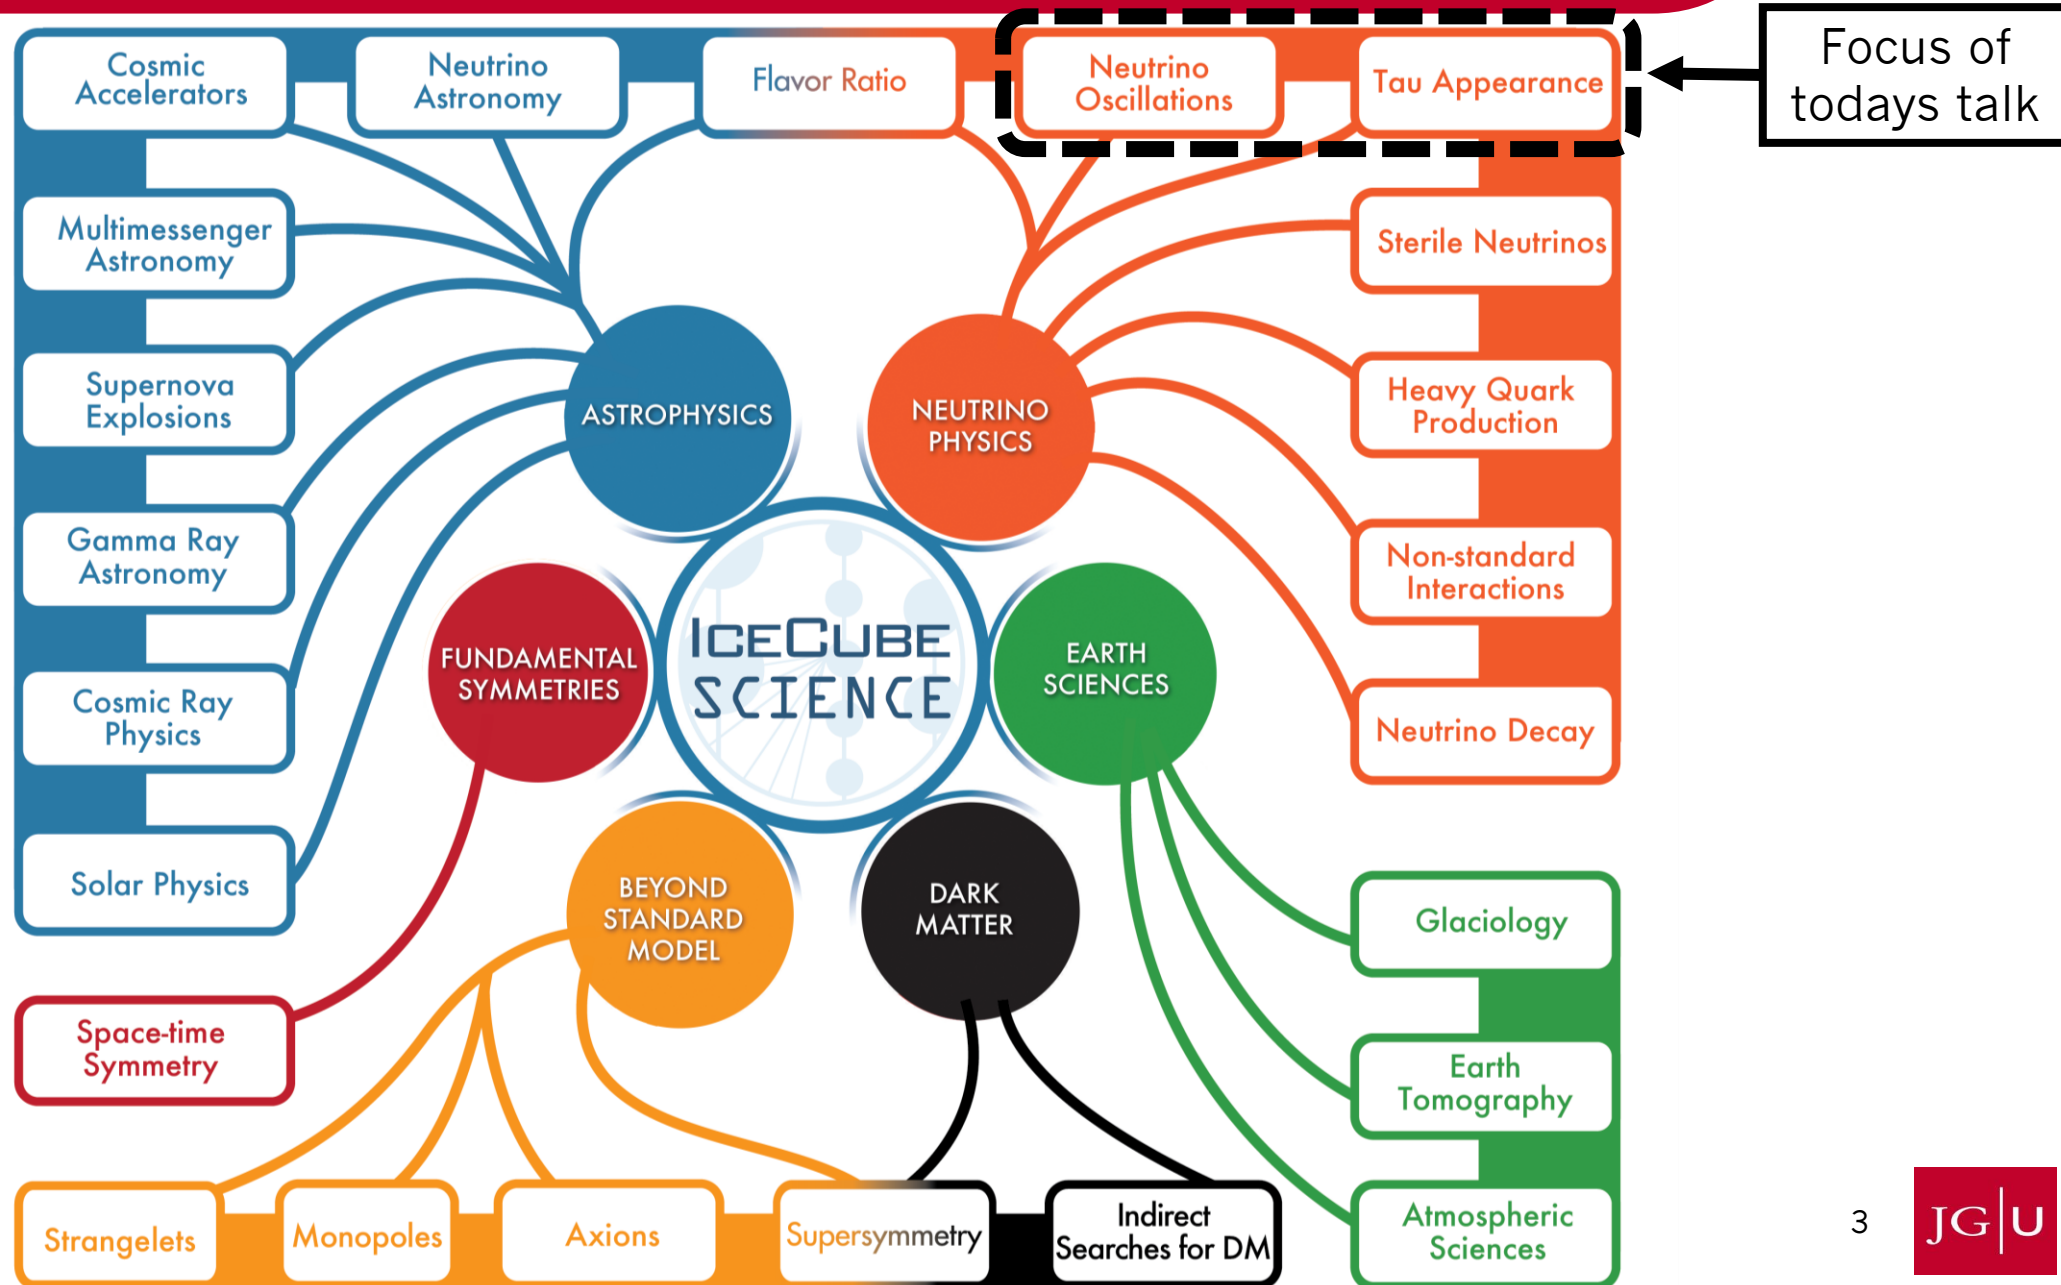 Cosmic
Accelerators
Neutrino
Astronomy
Flavor Ratio
Neutrino
Oscillations
Tau Appearance
Focus of
todays talk
Multimessenger
Astronomy
Sterile Neutrinos
Supernova
Explosions
ASTROPHYSICS
NEUTRINO
PHYSICS
Heavy Quark
Production
Gamma Ray
Astronomy
Non-standard
Interactions
FUNDAMENTAL
SYMMETRIES
ICECUBE
SCIENCE
EARTH
SCIENCES
Cosmic Ray
Physics
Neutrino Decay
Solar Physics
BEYOND
STANDARD
MODEL
DARK
MATTER
Glaciology
Space-time
Symmetry
Earth
Tomography
Strangelets
Monopoles
Axions
Supersymmetry
Indirect
Searches for DM
Atmospheric
Sciences
3
JG|U